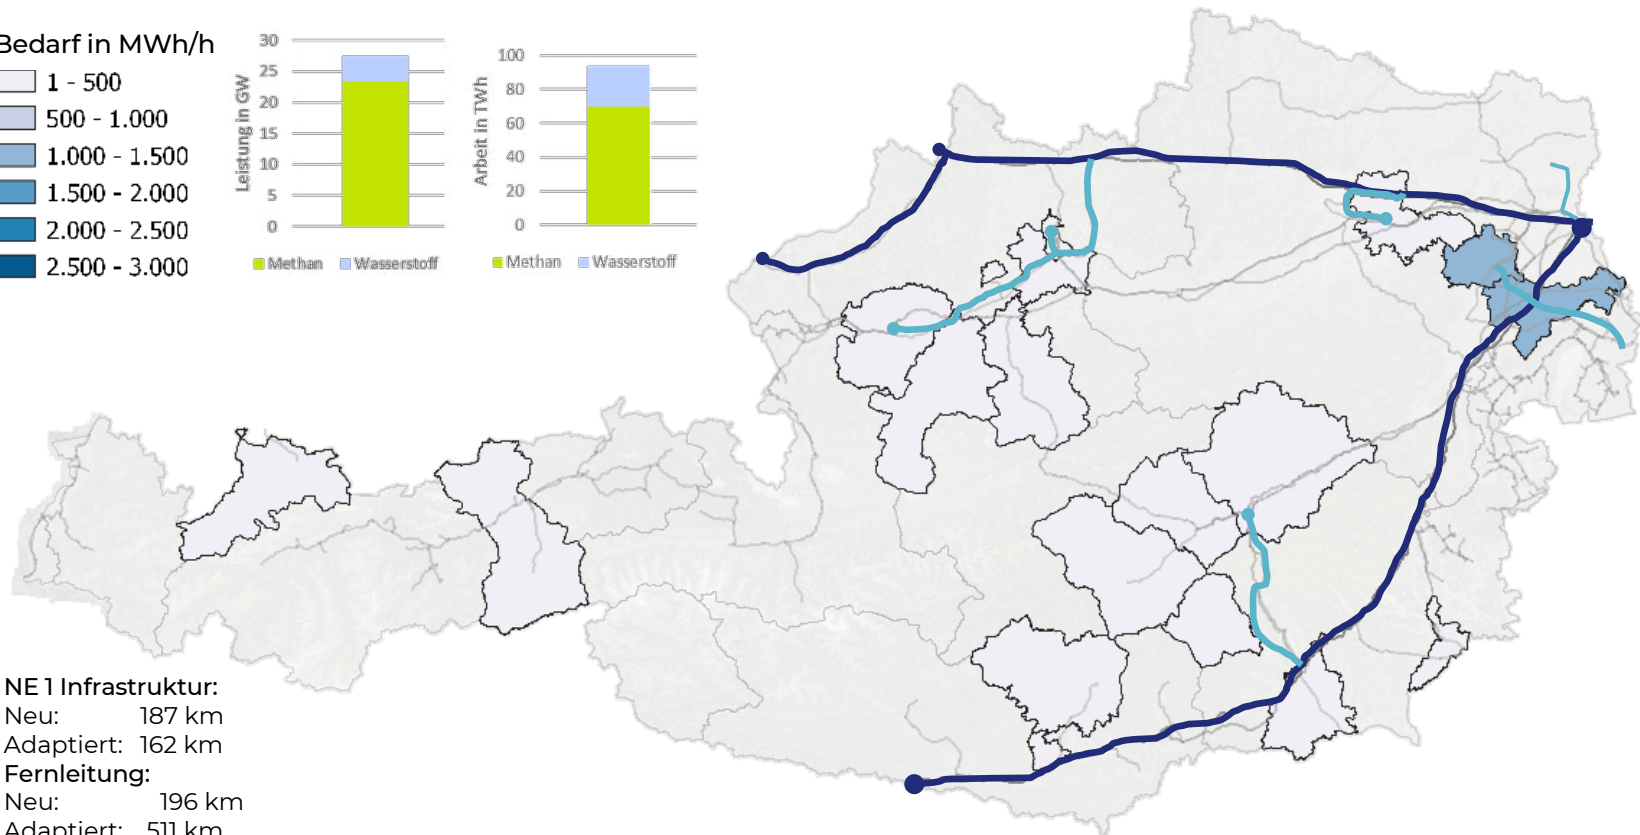 Bedarf in MWh/h
1 - 500
500 - 1.000
1.000 - 1.500
1.500 - 2.000
2.000 - 2.500
2.500 - 3.000
Leistung in GW
30
25
20
15
10
5
0
Methan
Wasserstoff
Arbeit in TWh
100
80
60
40
20
0
Methan
Wasserstoff
NE 1 Infrastruktur:
Neu: 187 km
Adaptiert: 162 km
Fernleitung:
Neu: 196 km
Adaptiert: 511 km